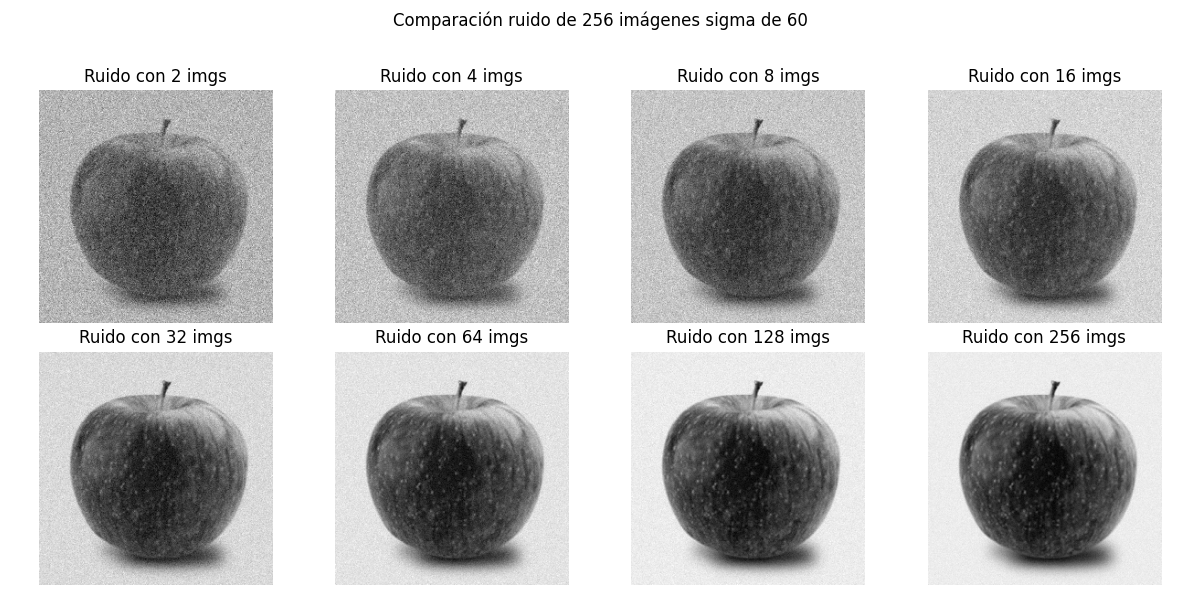 Comparación ruido de 256 imágenes sigma de 60
Ruido con 2 imgs
Ruido con 4 imgs
Ruido con 8 imgs
Ruido con 16 imgs
Ruido con 32 imgs
Ruido con 64 imgs
Ruido con 128 imgs
Ruido con 256 imgs